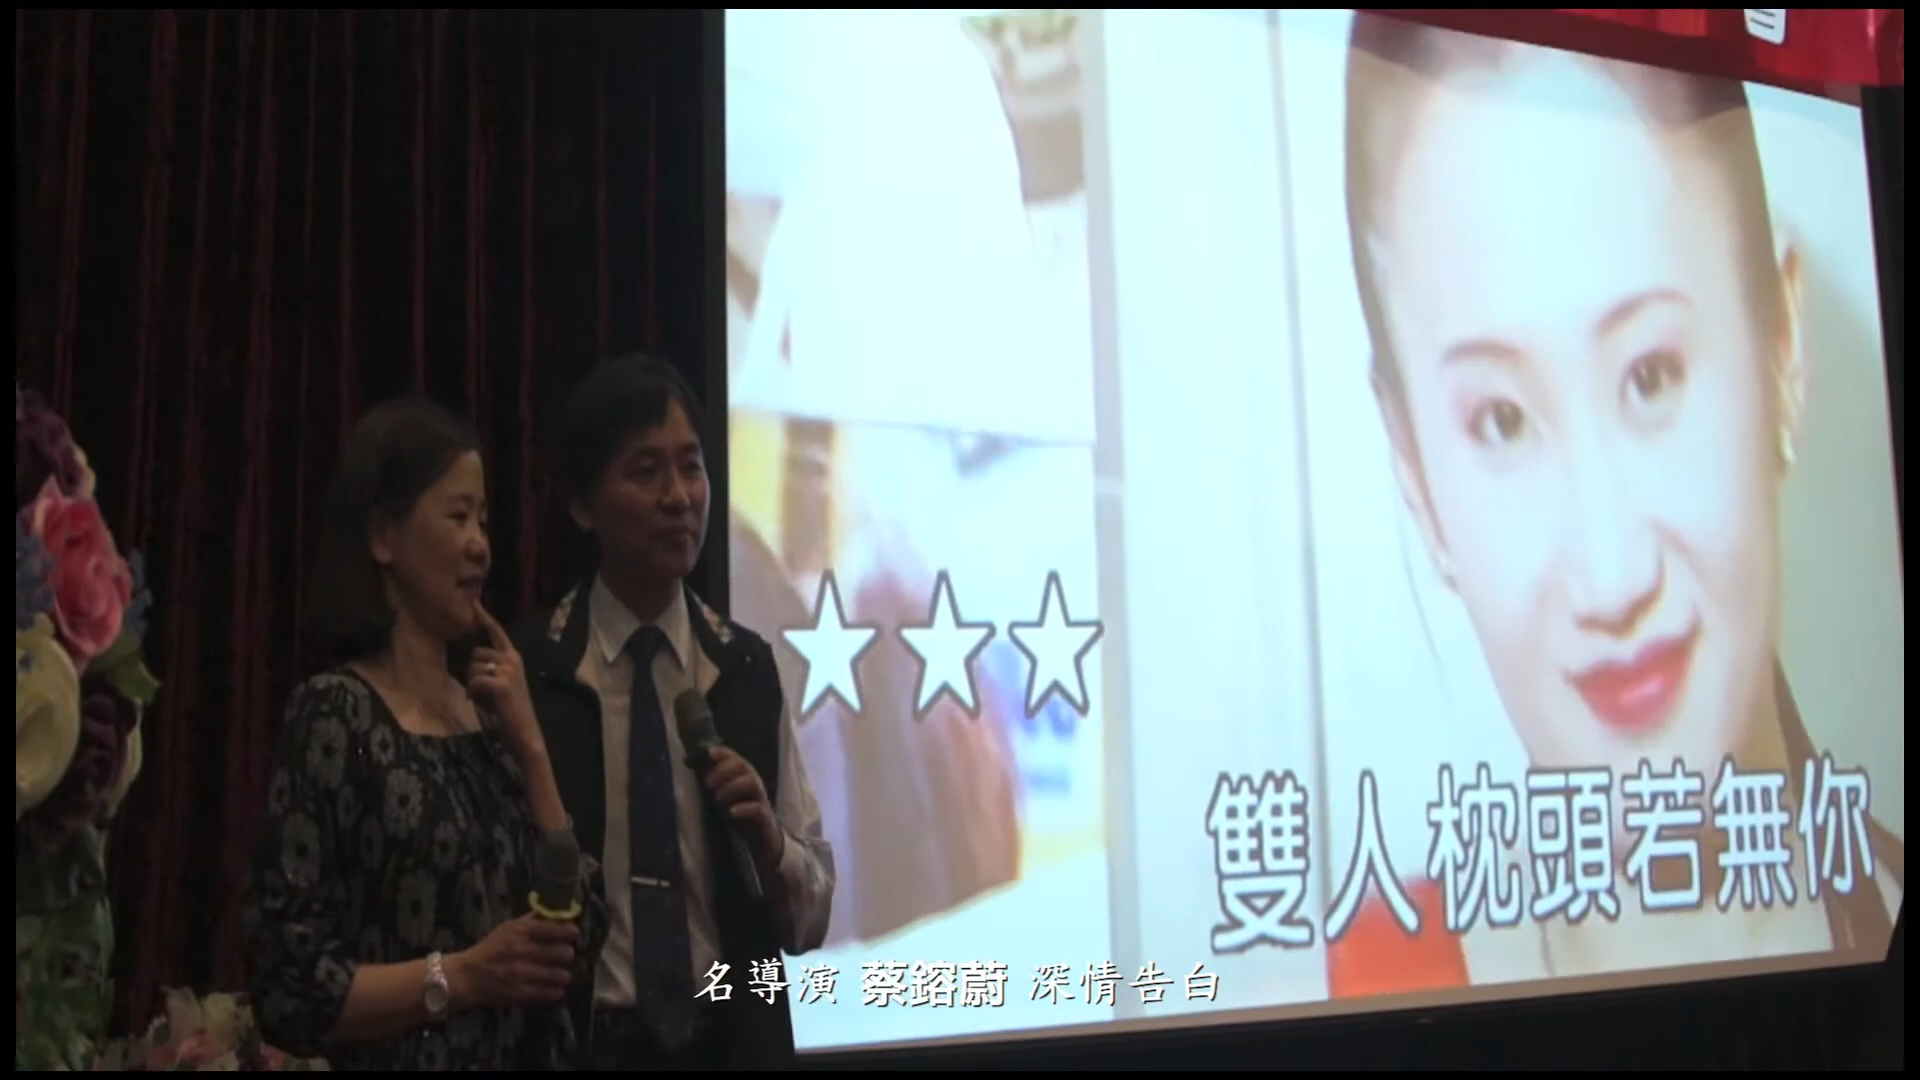 ★★★
雙人枕頭若無你
名導演 蔡鎔蔚 深情告白